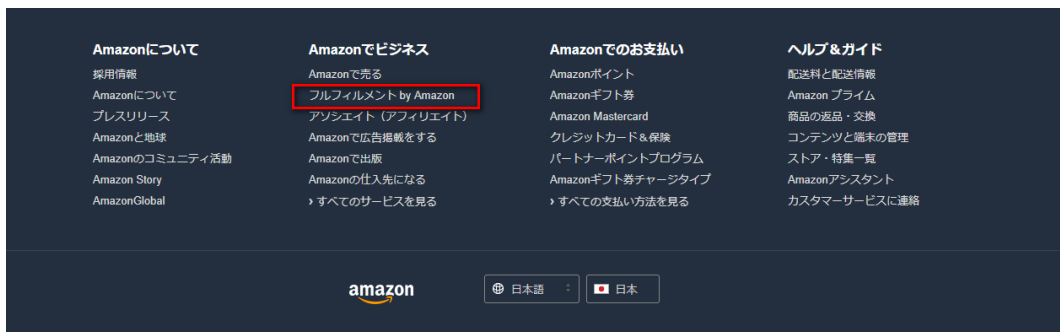 Amazonについて
採用情報
Amazonについて
プレスリリース
Amazonと地球
Amazonのコミュニティ活動
Amazon Story
AmazonGlobal
Amazonでビジネス
Amazonで売る
フルフィルメント by Amazon
アソシエイト（アフィリエイト）
Amazonで広告掲載をする
Amazonで出版
Amazonの仕入先になる
›すべてのサービスを見る
Amazonでのお支払い
Amazonポイント
Amazonギフト券
Amazon Mastercard
クレジットカード＆保険
パートナーポイントプログラム
Amazonギフト券チャージタイプ
›すべての支払い方法を見る
ヘルプ＆ガイド
配送料と配送情報
Amazon プライム
商品の返品・交換
コンテンツと端末の管理
ストア・特集一覧
Amazonアシスタント
カスタマーサービスに連絡
amazon
日本語
日本